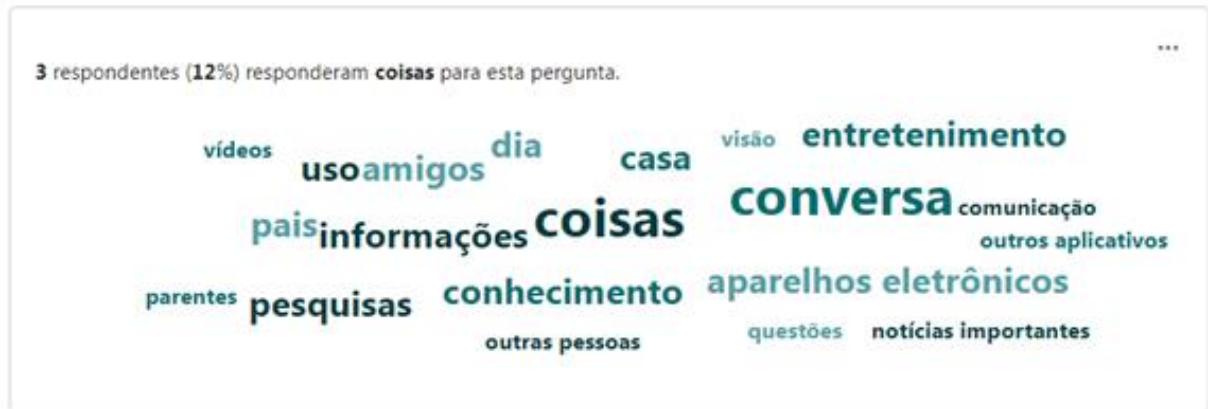 ...
3 respondentes (12%) responderam coisas para esta pergunta.
vídeos
uso
amigos
dia
casa
visão
entretenimento
pais
informações
coisas
conversa
comunicação
outros aplicativos
parentes
pesquisas
conhecimento
aparelhos eletrônicos
outras pessoas
questões
notícias importantes